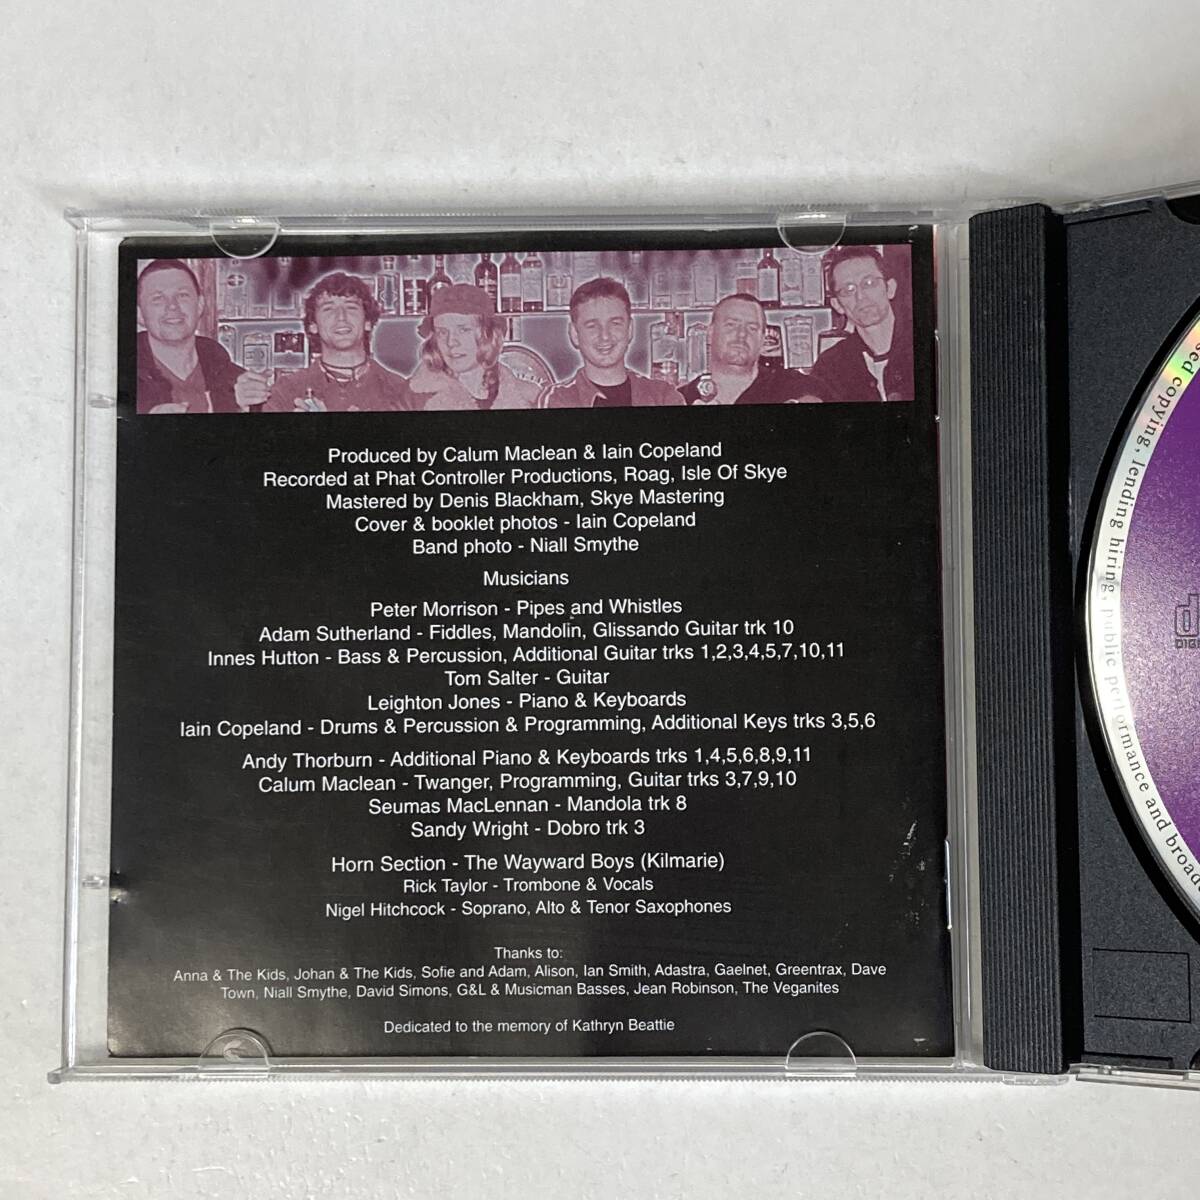 Produced by Calum Maclean & Iain Copeland
Recorded at Phat Controller Productions, Roag, Isle Of Skye
Mastered by Denis Blackham, Skye Mastering
Cover & booklet photos - Iain Copeland
Band photo - Niall Smythe
Musicians
Peter Morrison - Pipes and Whistles
Adam Sutherland - Fiddles, Mandolin, Glissando Guitar trk 10
Innes Hutton - Bass & Percussion, Additional Guitar trks 1,2,3,4,5,7,10,11
Tom Salter - Guitar
Leighton Jones - Piano & Keyboards
Iain Copeland - Drums & Percussion & Programming, Additional Keys trks 3,5,6
Andy Thorburn - Additional Piano & Keyboards trks 1,4,5,6,8,9,11
Calum Maclean - Twanger, Programming, Guitar trks 3,7,9,10
Seumas MacLennan - Mandola trk 8
Sandy Wright - Dobro trk 3
Horn Section - The Wayward Boys (Kilmarie)
Rick Taylor - Trombone & Vocals
Nigel Hitchcock - Soprano, Alto & Tenor Saxophones
Thanks to:
Anna & The Kids, Johan & The Kids, Sofie and Adam, Alison, Ian Smith, Adastra, Gaelnet, Greentrax, Dave
Town, Niall Smythe, David Simons, G&L & Musicman Basses, Jean Robinson, The Veganites
Dedicated to the memory of Kathryn Beattie
copying, lending hiring, public performance and